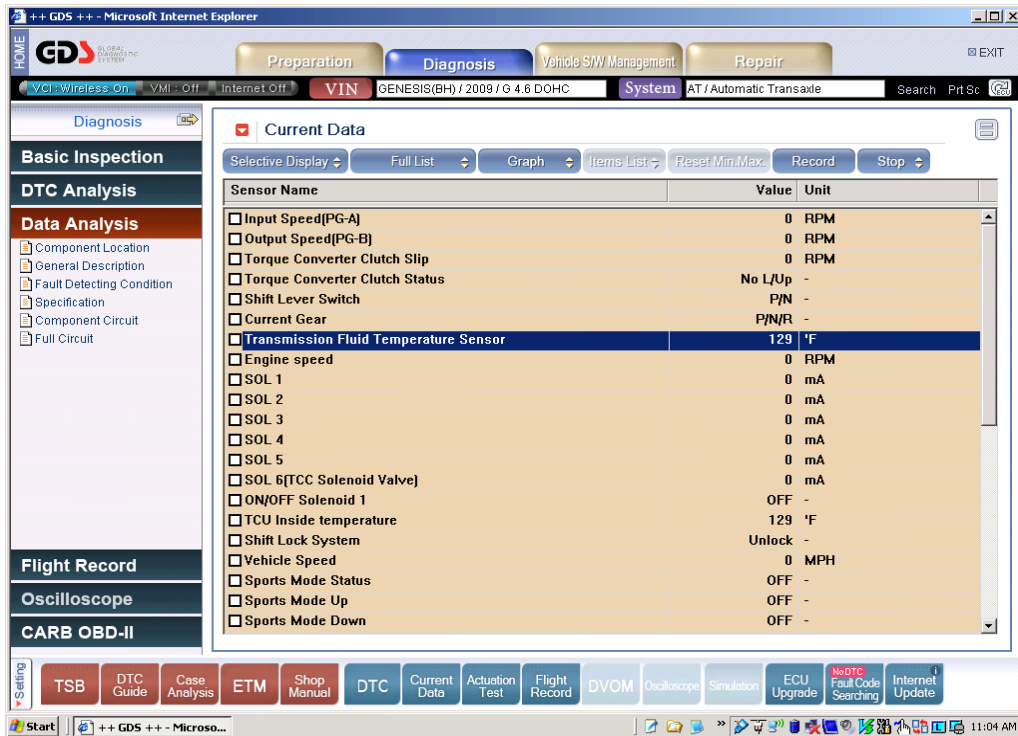 ++ GDS ++ - Microsoft Internet Explorer
HOME
GDS GLOBAL DIAGNOSTIC SYSTEM
Preparation Diagnosis Vehicle S/W Management Repair
EXIT
VCI : Wireless On VMI : Off Internet Off VIN GENESIS(BH) / 2009 / G 4.6 DOHC System AT / Automatic Transaxle Search Prt Sc ECU
Diagnosis
Basic Inspection
DTC Analysis
Data Analysis
Component Location
General Description
Fault Detecting Condition
Specification
Component Circuit
Full Circuit
Flight Record
Oscilloscope
CARB OBD-II
Current Data
Selective Display Full List Graph Items List Reset Min.Max. Record Stop
Sensor Name Value Unit
Input Speed(PG-A) 0 RPM
Output Speed(PG-B) 0 RPM
Torque Converter Clutch Slip 0 RPM
Torque Converter Clutch Status No L/Up -
Shift Lever Switch P/N -
Current Gear P/N/R -
Transmission Fluid Temperature Sensor 129 'F
Engine speed 0 RPM
SOL 1 0 mA
SOL 2 0 mA
SOL 3 0 mA
SOL 4 0 mA
SOL 5 0 mA
SOL 6(TCC Solenoid Valve) 0 mA
ON/OFF Solenoid 1 OFF -
TCU Inside temperature 129 'F
Shift Lock System Unlock -
Vehicle Speed 0 MPH
Sports Mode Status OFF -
Sports Mode Up OFF -
Sports Mode Down OFF -
Setting
TSB
DTC Guide
Case Analysis
ETM
Shop Manual
DTC
Current Data
Actuation Test
Flight Record
DVOM
Oscilloscope
Simulation
ECU Upgrade
No DTC Fault Code Searching
Internet Update
Start ++ GDS ++ - Microso... » 11:04 AM